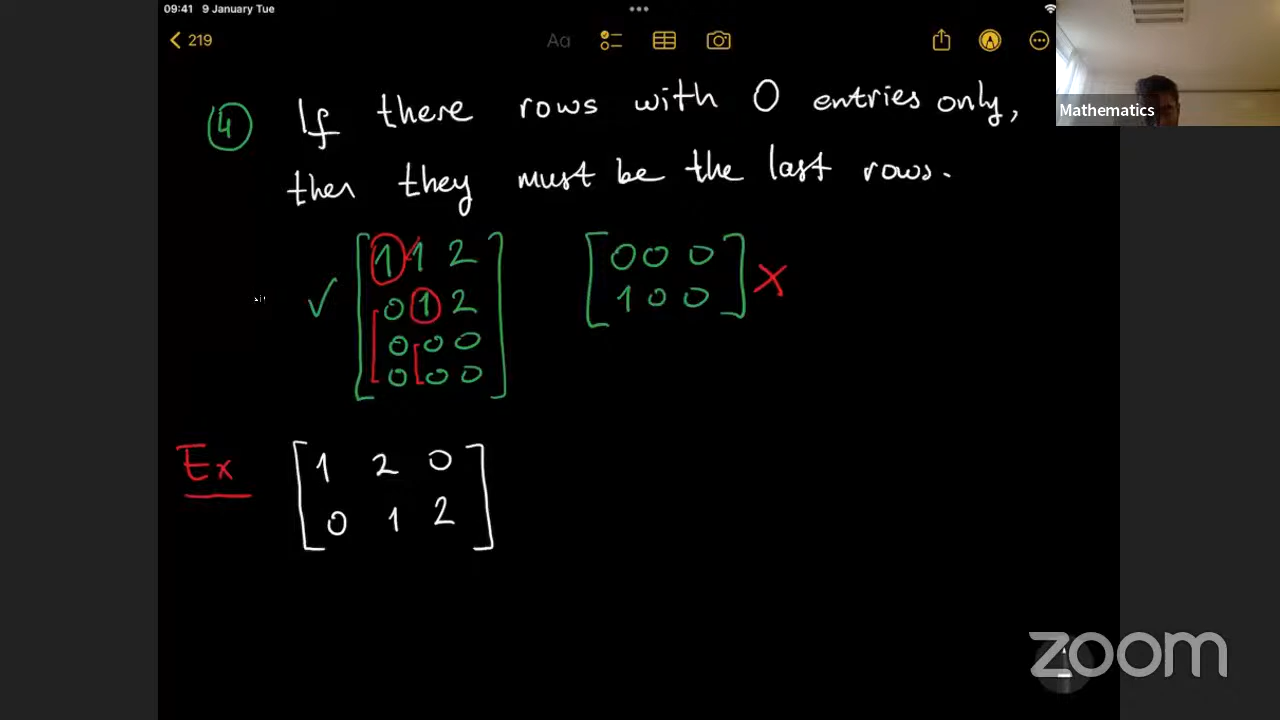 09:41 9 January Tue
219
Aa
Mathematics
4 If there rows with 0 entries only,
then they must be the last rows.
✓ [ 1 1 2
0 1 2
0 0 0
0 0 0 ]
[ 0 0 0
1 0 0 ] X
Ex [ 1 2 0
0 1 2 ]
zoom